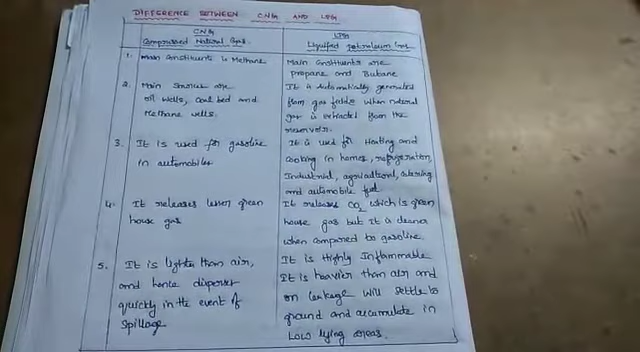 DIFFERENCE BETWEEN CNG AND LPG
CNG
Compressed Natural Gas.
LPG
Liquified petroleum Gas
1. Main Constituents is Methane
Main Constituents are
propane and Butane
2. Main Sources are
oil wells, Coal bed and
Methane wells.
It is Automatically generated
from gas fields when natural
gas is extracted from the
reservoir.
3. It is used for gasoline
in automobiles
It is used for Heating and
Cooking in homes, refrigeration,
Industrial, agricultural, catering
and automobile fuel.
4. It releases lesser green
house gas
It releases CO2 which is green
house gas but it is cleaner
when compared to gasoline.
5. It is lighter than air,
and hence disperses
quickly in the event of
Spillage
It is Highly Inflammable
It is heavier than air and
on leakage will settle to
ground and accumulate in
Low lying areas.